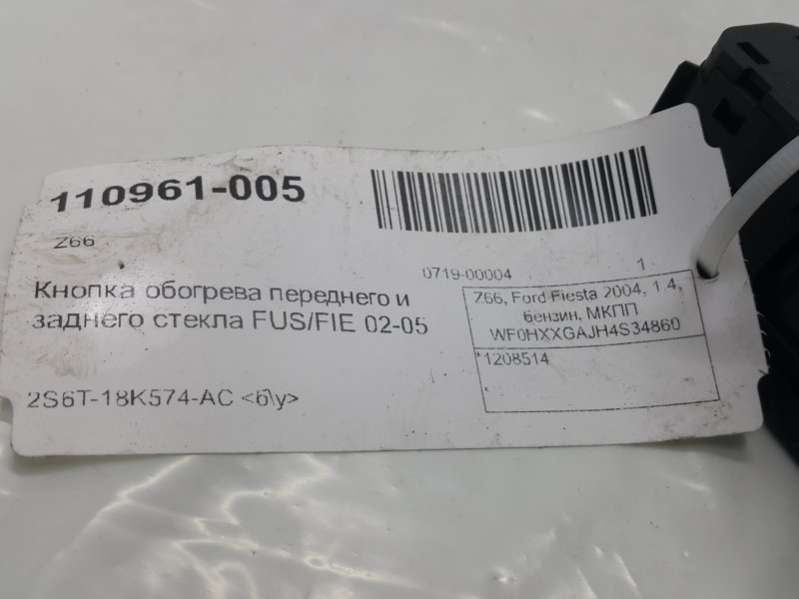 110961-005
Z66
Кнопка обогрева переднего и
заднего стекла FUS/FIE 02-05
2S6T-18K574-AC <б\у>
0719-00004 1
Z66, Ford Fiesta 2004, 1.4,
бензин, МКПП
WF0HXXGAJH4S34860
*1208514
*